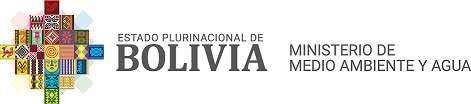 ESTADO PLURINACIONAL DE
BOLIVIA
MINISTERIO DE
MEDIO AMBIENTE Y AGUA